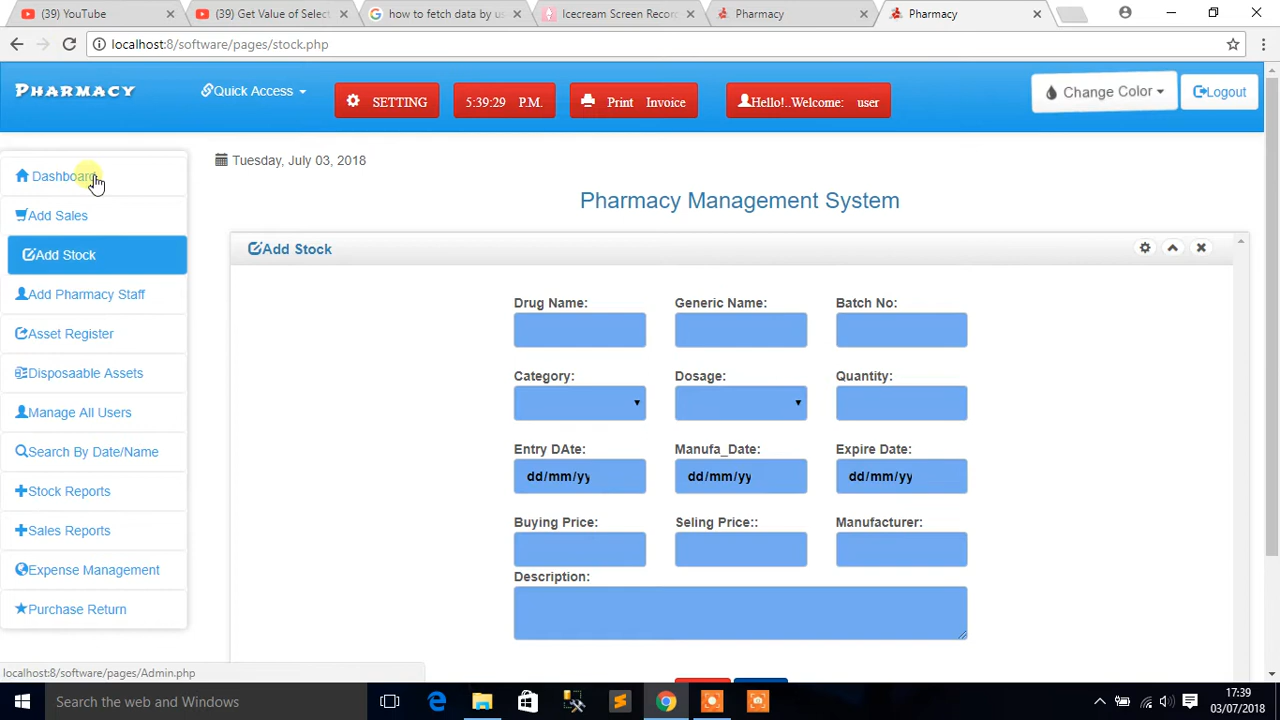 (39) YouTube
(39) Get Value of Select
how to fetch data by us
Icecream Screen Recor
Pharmacy
Pharmacy
localhost:8/software/pages/stock.php
Pharmacy
Quick Access
SETTING
5:39:29 P.M.
Print Invoice
Hello!..Welcome: user
Change Color
Logout
Dashboard
Add Sales
Add Stock
Add Pharmacy Staff
Asset Register
Disposaable Assets
Manage All Users
Search By Date/Name
Stock Reports
Sales Reports
Expense Management
Purchase Return
Tuesday, July 03, 2018
Pharmacy Management System
Add Stock
Drug Name: Generic Name: Batch No:
Category: Dosage: Quantity:
Entry DAte: Manufa_Date: Expire Date:
dd/mm/yy dd/mm/yy dd/mm/yy
Buying Price: Seling Price:: Manufacturer:
Description:
localhost:8/software/pages/Admin.php
Search the web and Windows
17:39
03/07/2018